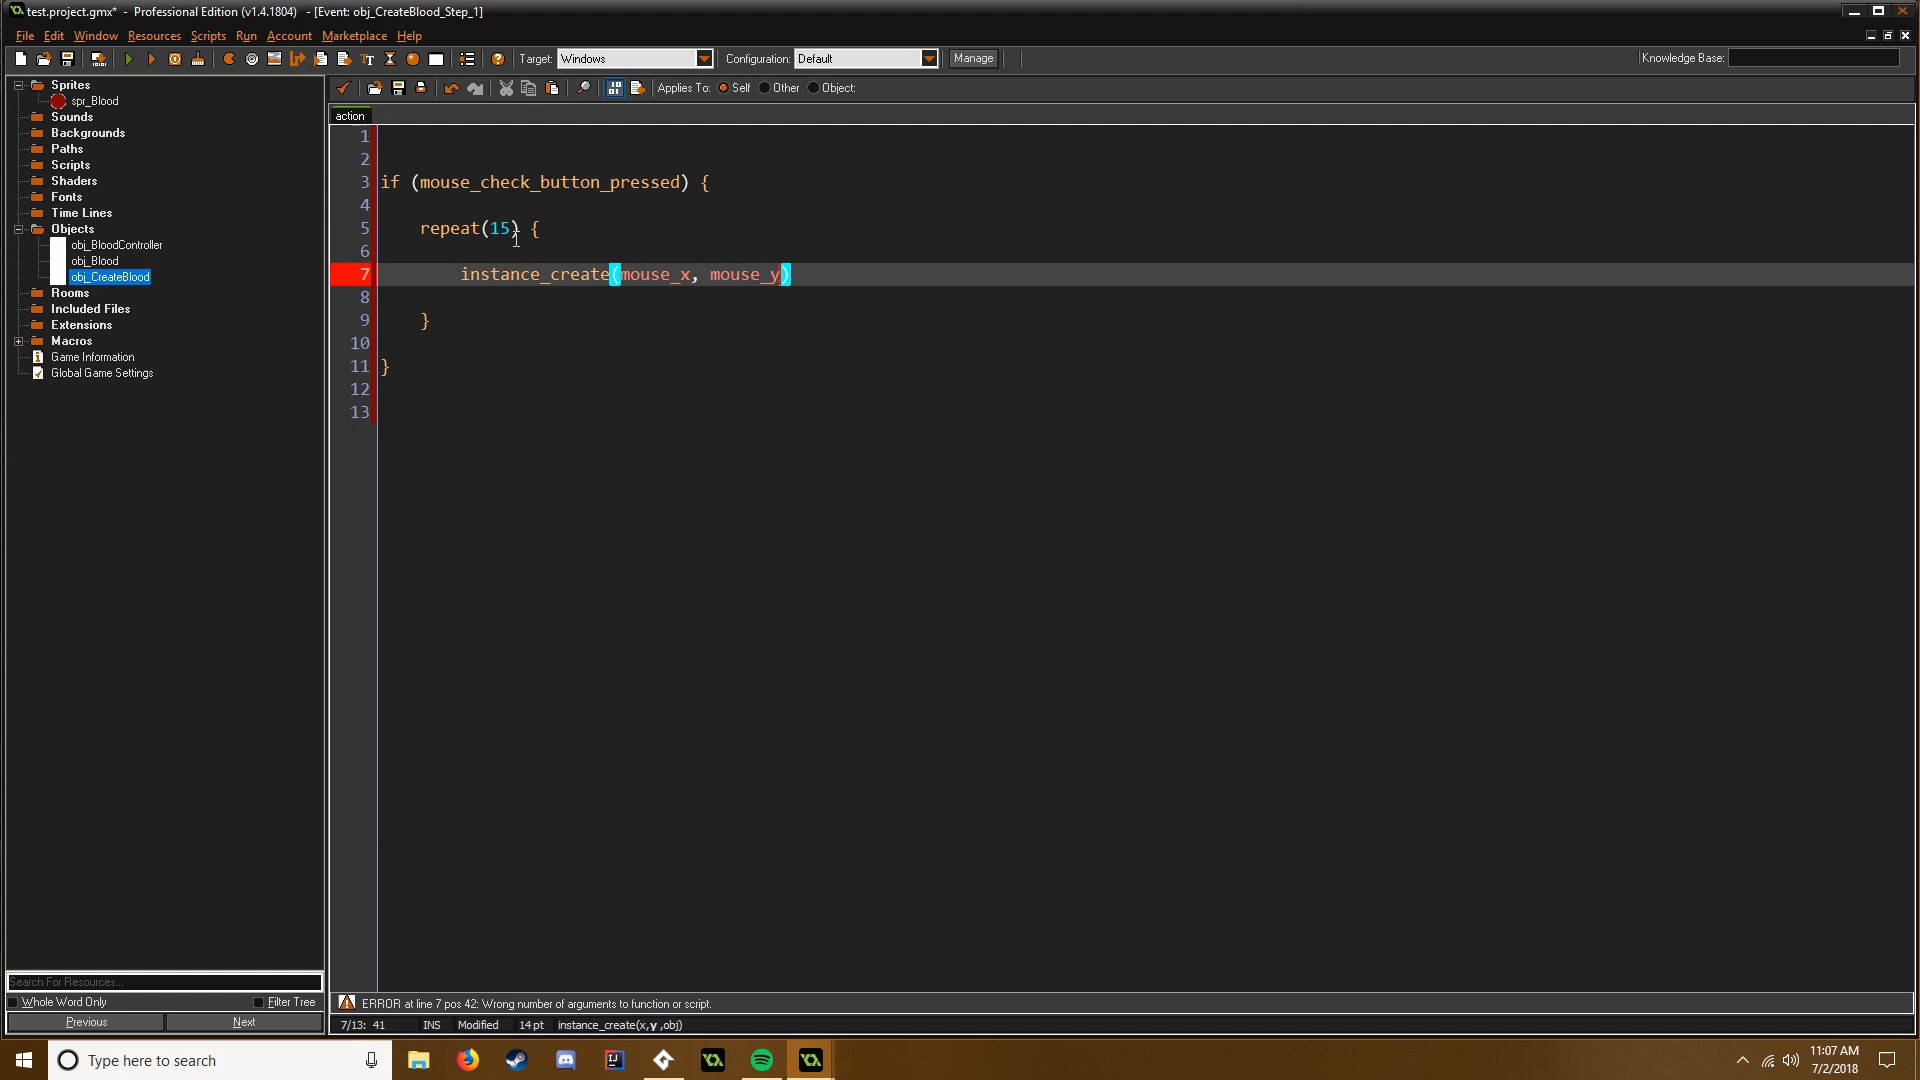 test.project.gmx* - Professional Edition (v1.4.1804) - [Event: obj_CreateBlood_Step_1]
File Edit Window Resources Scripts Run Account Marketplace Help
Target: Windows Configuration: Default Manage Knowledge Base:
Applies To: Self Other Object:
action
Sprites
spr_Blood
Sounds
Backgrounds
Paths
Scripts
Shaders
Fonts
Time Lines
Objects
obj_BloodController
obj_Blood
obj_CreateBlood
Rooms
Included Files
Extensions
Macros
Game Information
Global Game Settings
1
2
3 if (mouse_check_button_pressed) {
4
5 repeat(15) {
6
7 instance_create(mouse_x, mouse_y)
8
9 }
10
11 }
12
13
Search For Resources...
Whole Word Only Filter Tree
Previous Next
ERROR at line 7 pos 42: Wrong number of arguments to function or script.
7/13: 41 INS Modified 14pt instance_create(x,y ,obj)
Type here to search
11:07 AM
7/2/2018